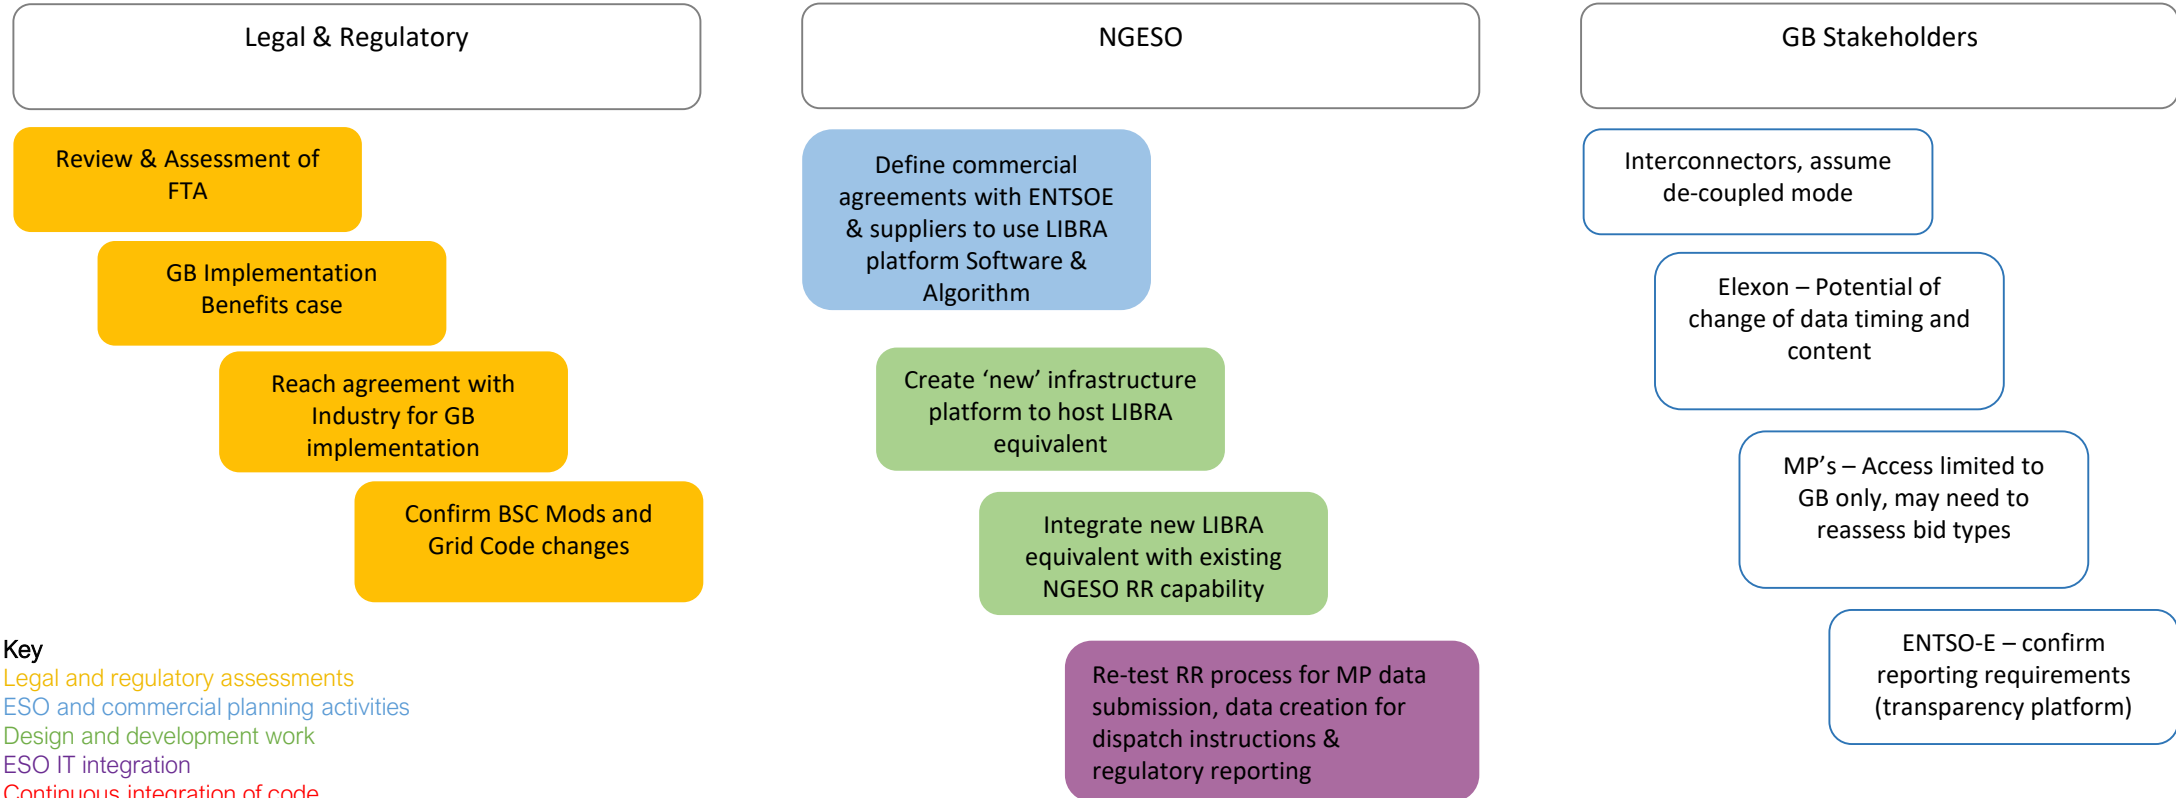 Legal & Regulatory
Review & Assessment of
FTA
GB Implementation
Benefits case
Reach agreement with
Industry for GB
implementation
Confirm BSC Mods and
Grid Code changes
NGESO
Define commercial
agreements with ENTSOE
& suppliers to use LIBRA
platform Software &
Algorithm
Create ‘new’ infrastructure
platform to host LIBRA
equivalent
Integrate new LIBRA
equivalent with existing
NGESO RR capability
Re-test RR process for MP data
submission, data creation for
dispatch instructions &
regulatory reporting
GB Stakeholders
Interconnectors, assume
de-coupled mode
Elexon – Potential of
change of data timing and
content
MP’s – Access limited to
GB only, may need to
reassess bid types
ENTSO-E – confirm
reporting requirements
(transparency platform)
Key
Legal and regulatory assessments
ESO and commercial planning activities
Design and development work
ESO IT integration
Continuous integration of code